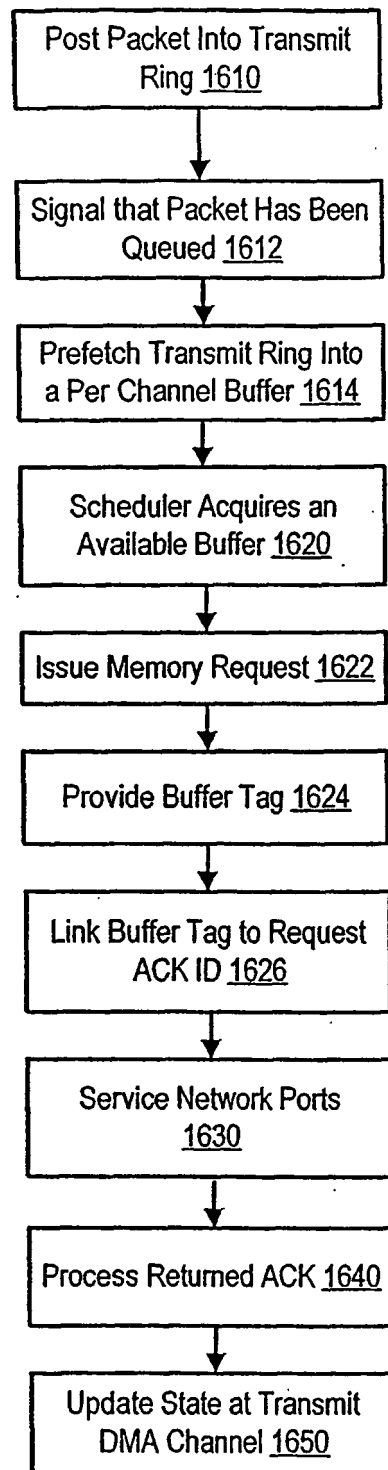 Post Packet Into Transmit
Ring 1610
Signal that Packet Has Been
Queued 1612
Prefetch Transmit Ring Into
a Per Channel Buffer 1614
Scheduler Acquires an
Available Buffer 1620
Issue Memory Request 1622
Provide Buffer Tag 1624
Link Buffer Tag to Request
ACK ID 1626
Service Network Ports
1630
Process Returned ACK 1640
Update State at Transmit
DMA Channel 1650